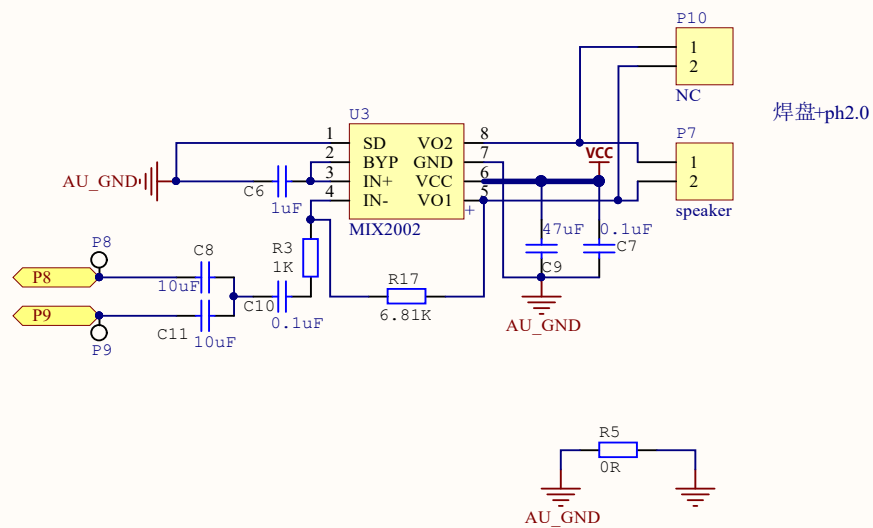 P10
1
2
NC
焊盘+ph2.0
U3
1 SD VO2 8
2 BYP GND 7
3 IN+ VCC 6
4 IN- VO1 5
+
MIX2002
VCC
P7
1
2
speaker
AU_GND
C6
1uF
47uF
C9
0.1uF
C7
P8
P8
C8
10uF
R3
1K
R17
6.81K
C10
0.1uF
P9
P9
C11
10uF
AU_GND
R5
0R
AU_GND